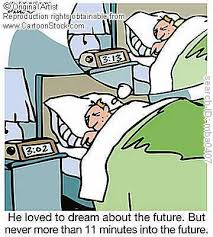 © Original Artist
Reproduction rights obtainable from
www.CartoonStock.com
3:13
3:02
He loved to dream about the future. But
never more than 11 minutes into the future.